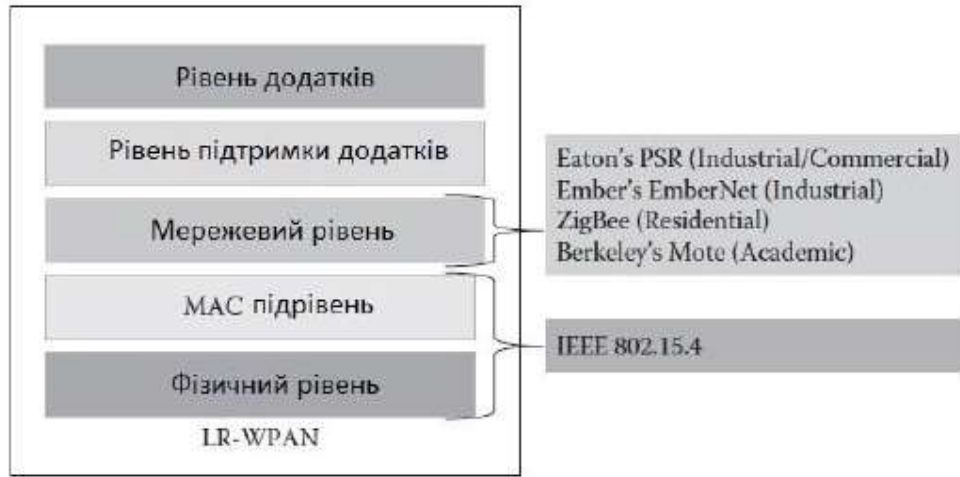 Рівень додатків
Рівень підтримки додатків
Мережевий рівень
MAC підрівень
Фізичний рівень
LR-WPAN
Eaton's PSR (Industrial/Commercial)
Ember's EmberNet (Industrial)
ZigBee (Residential)
Berkeley's Mote (Academic)
IEEE 802.15.4